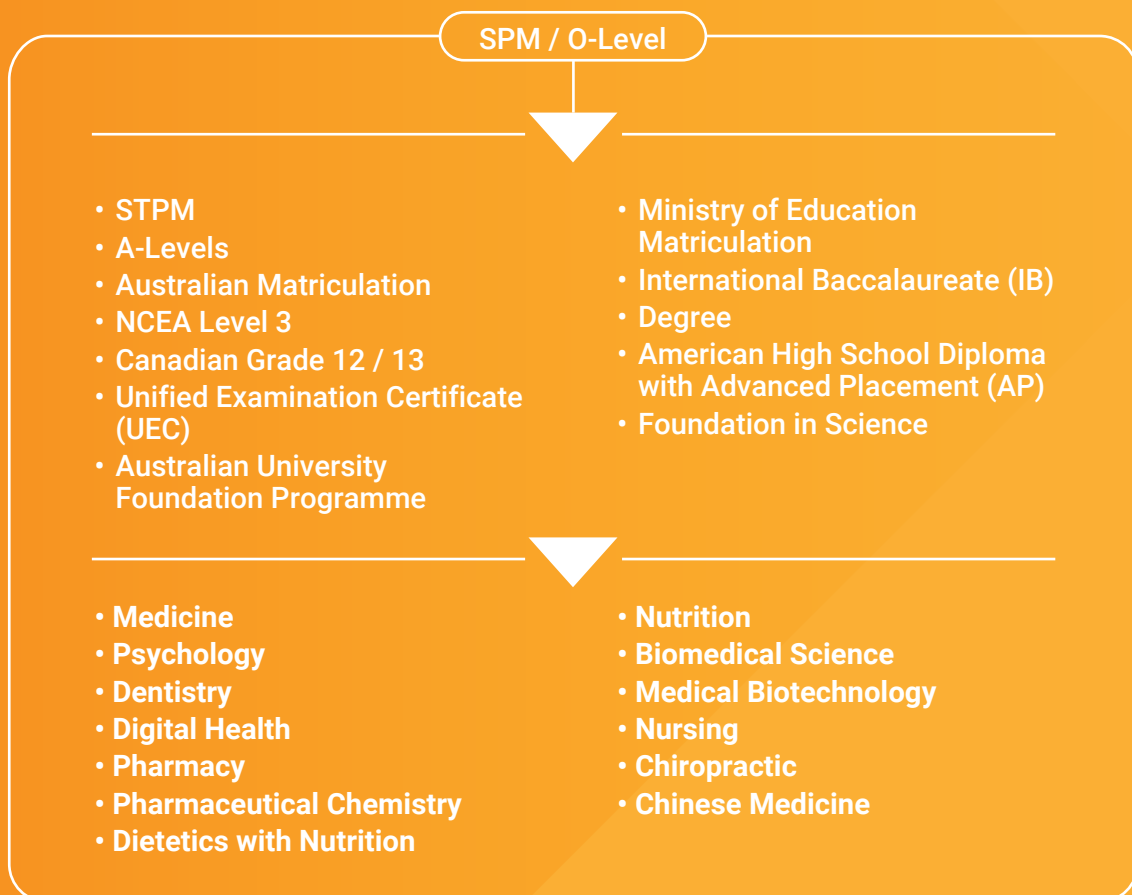 SPM / O-Level
• STPM
• A-Levels
• Australian Matriculation
• NCEA Level 3
• Canadian Grade 12 / 13
• Unified Examination Certificate
(UEC)
• Australian University
Foundation Programme
• Ministry of Education
Matriculation
• International Baccalaureate (IB)
• Degree
• American High School Diploma
with Advanced Placement (AP)
• Foundation in Science
• Medicine
• Psychology
• Dentistry
• Digital Health
• Pharmacy
• Pharmaceutical Chemistry
• Dietetics with Nutrition
• Nutrition
• Biomedical Science
• Medical Biotechnology
• Nursing
• Chiropractic
• Chinese Medicine